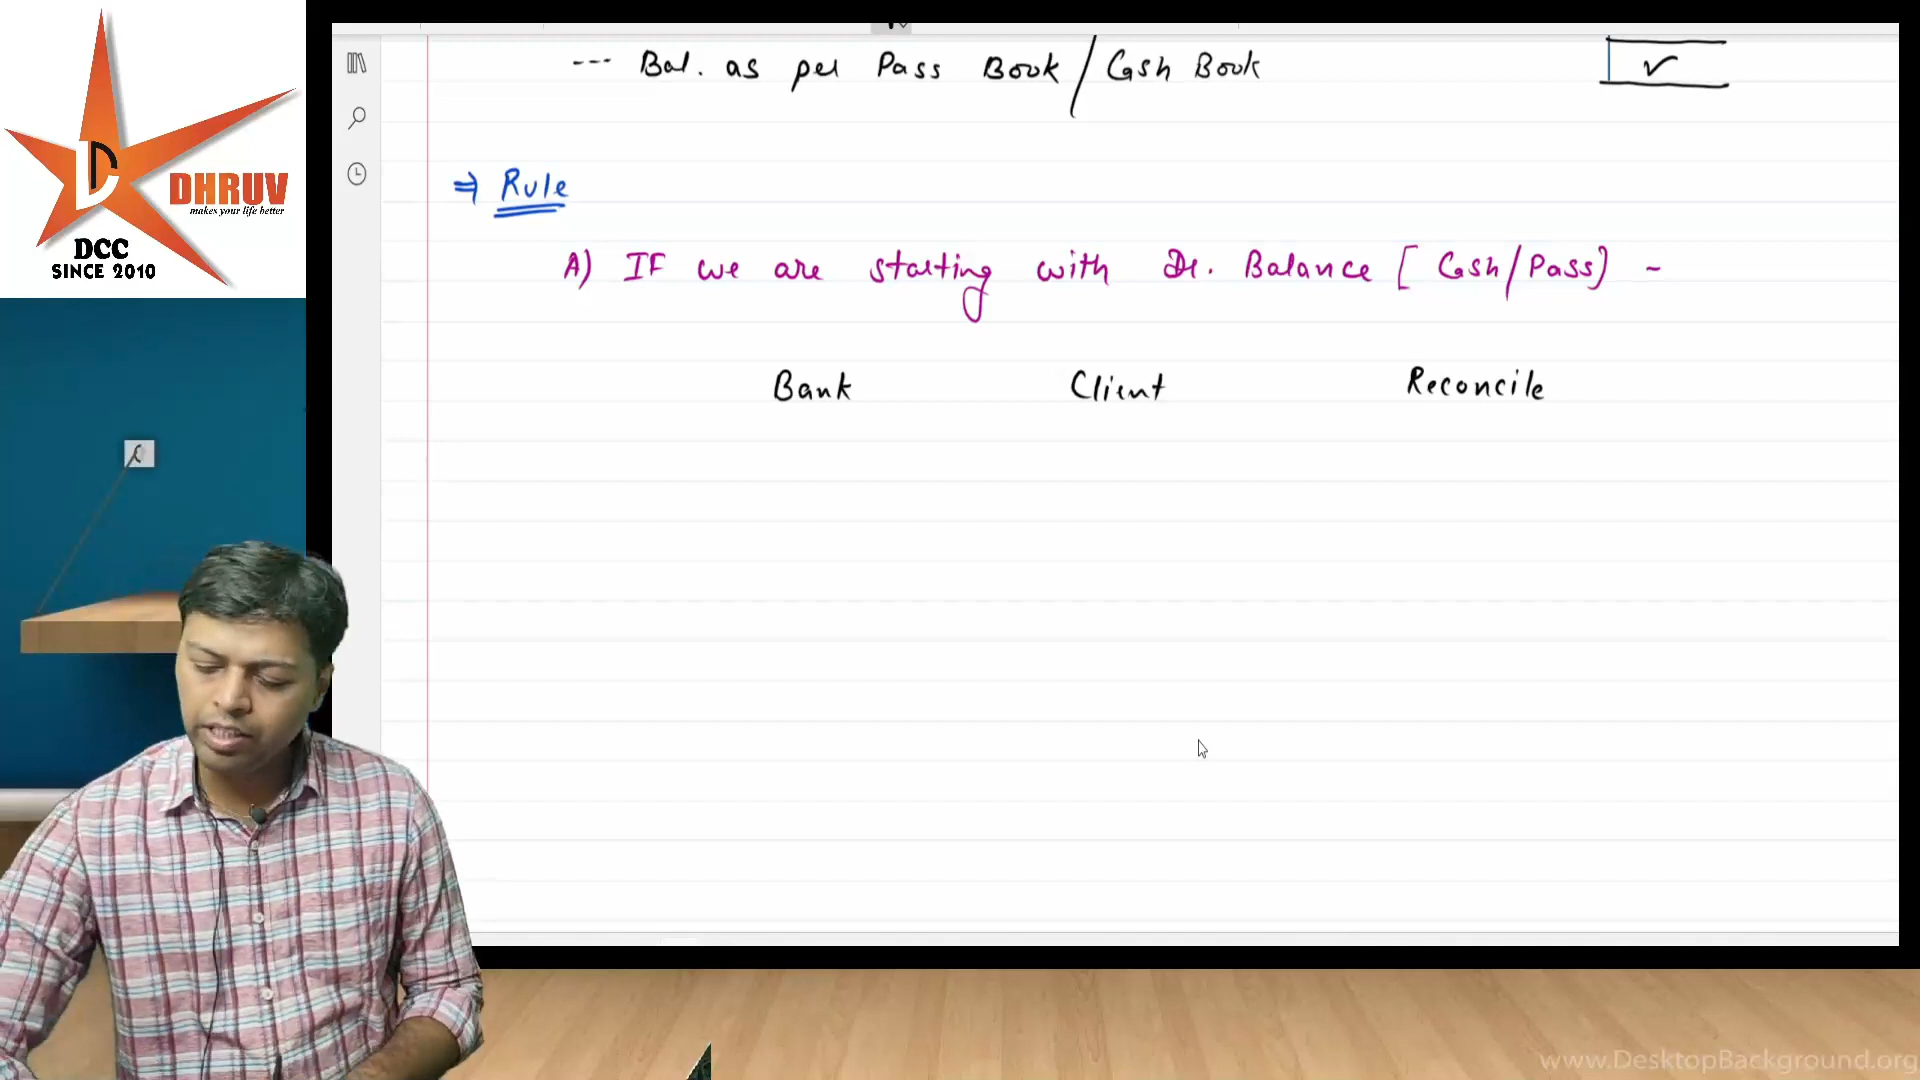 --- Bal. as per Pass Book / Cash Book
⇒ Rule
A) IF we are starting with Dr. Balance [ Cash/Pass] -
Bank Client Reconcile
D
DHRUV
makes your life better
DCC
SINCE 2010
www.DesktopBackground.org